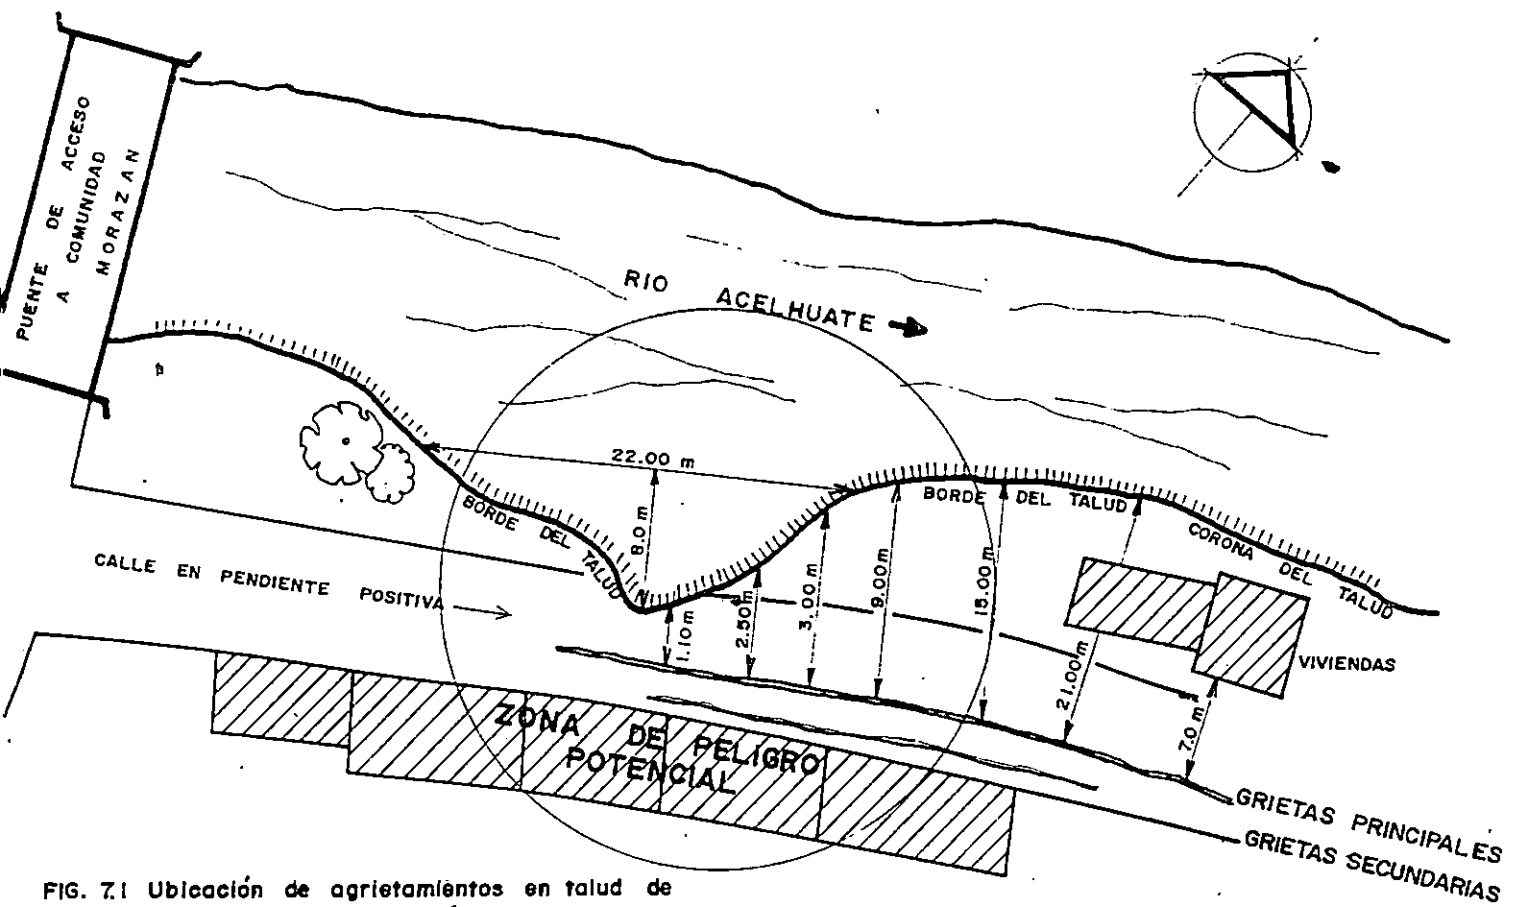 PUENTE DE ACCESO
A COMUNIDAD
MORAZAN
RIO ACELHUATE
22.00 m
8.0 m
BORDE DEL TALUD
BORDE DEL TALUD
CORONA DEL TALUD
CALLE EN PENDIENTE POSITIVA
1.10 m
2.50 m
3.00 m
9.00 m
15.00 m
21.00 m
7.0 m
VIVIENDAS
ZONA DE PELIGRO
POTENCIAL
GRIETAS PRINCIPALES
GRIETAS SECUNDARIAS
FIG. 7.1 Ubicación de agrietamientos en talud de